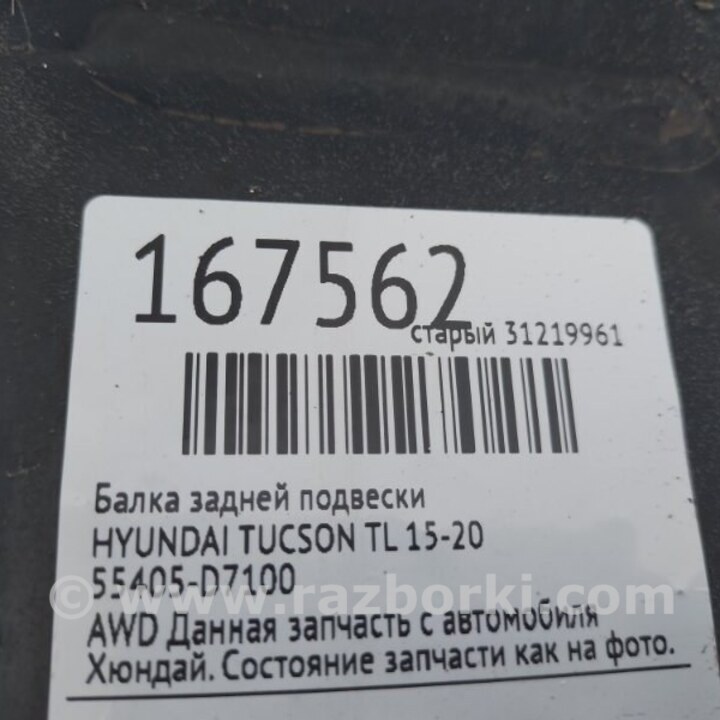 167562
старый 31219961
Балка задней подвески
HYUNDAI TUCSON TL 15-20
55405-D7100
© www.razborki.com
AWD Данная запчасть с автомобиля
Хюндай. Состояние запчасти как на фото.